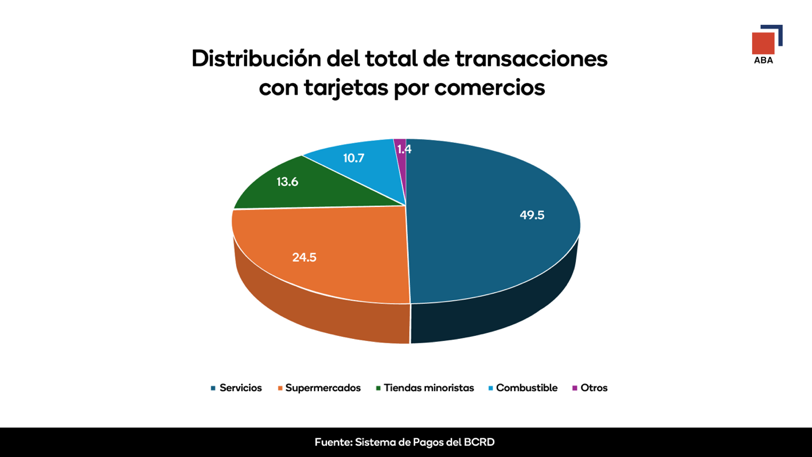 ABA
Distribución del total de transacciones
con tarjetas por comercios
1.4
10.7
13.6
49.5
24.5
Servicios Supermercados Tiendas minoristas Combustible Otros
Fuente: Sistema de Pagos del BCRD